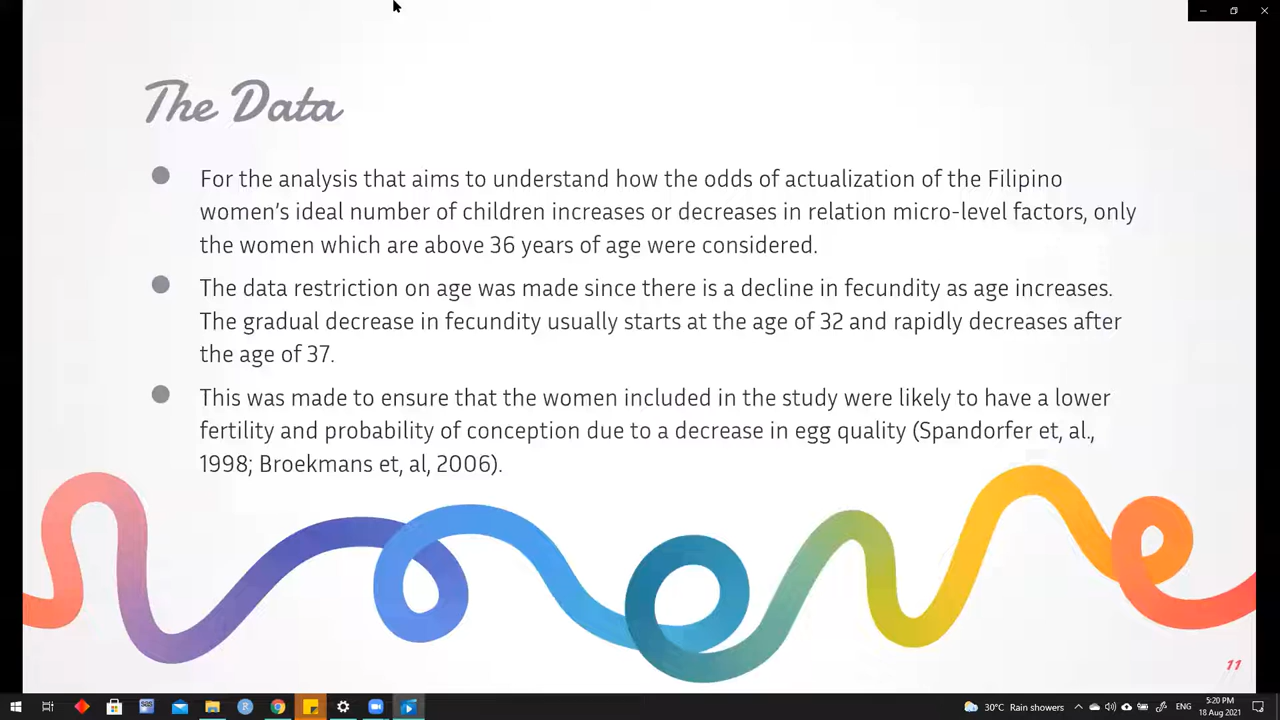 The Data
For the analysis that aims to understand how the odds of actualization of the Filipino
women's ideal number of children increases or decreases in relation micro-level factors, only
the women which are above 36 years of age were considered.
The data restriction on age was made since there is a decline in fecundity as age increases.
The gradual decrease in fecundity usually starts at the age of 32 and rapidly decreases after
the age of 37.
This was made to ensure that the women included in the study were likely to have a lower
fertility and probability of conception due to a decrease in egg quality (Spandorfer et, al.,
1998; Broekmans et, al, 2006).
11
30°C Rain showers
ENG
5:20 PM
18 Aug 2021